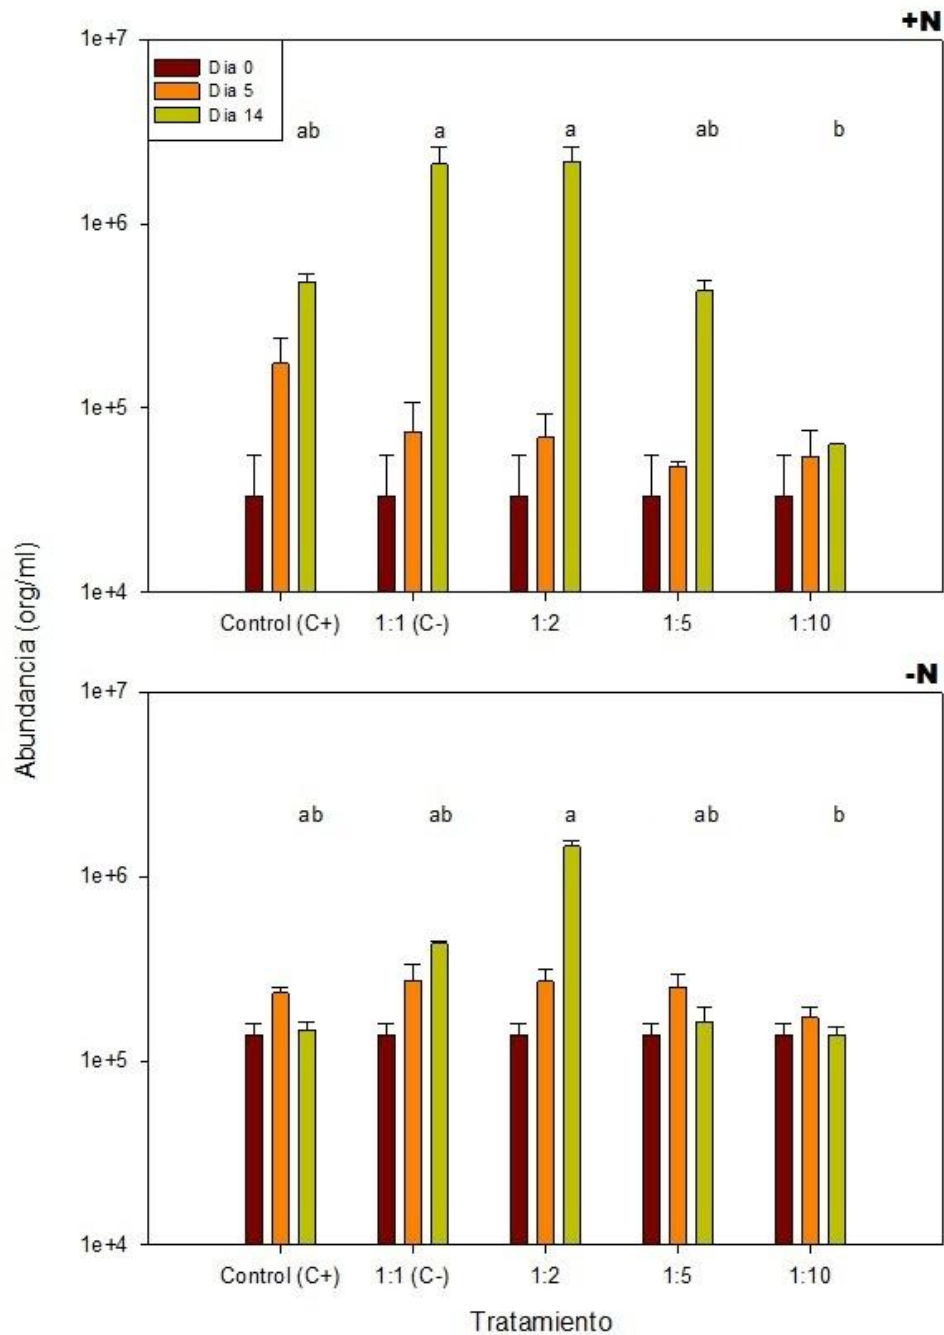 +N
1e+7
Dia 0
Dia 5
Dia 14
ab a a ab b
1e+6
1e+5
1e+4
Control (C+) 1:1 (C-) 1:2 1:5 1:10
Abundancia (org/ml)
-N
1e+7
ab ab a ab b
1e+6
1e+5
1e+4
Control (C+) 1:1 (C-) 1:2 1:5 1:10
Tratamiento